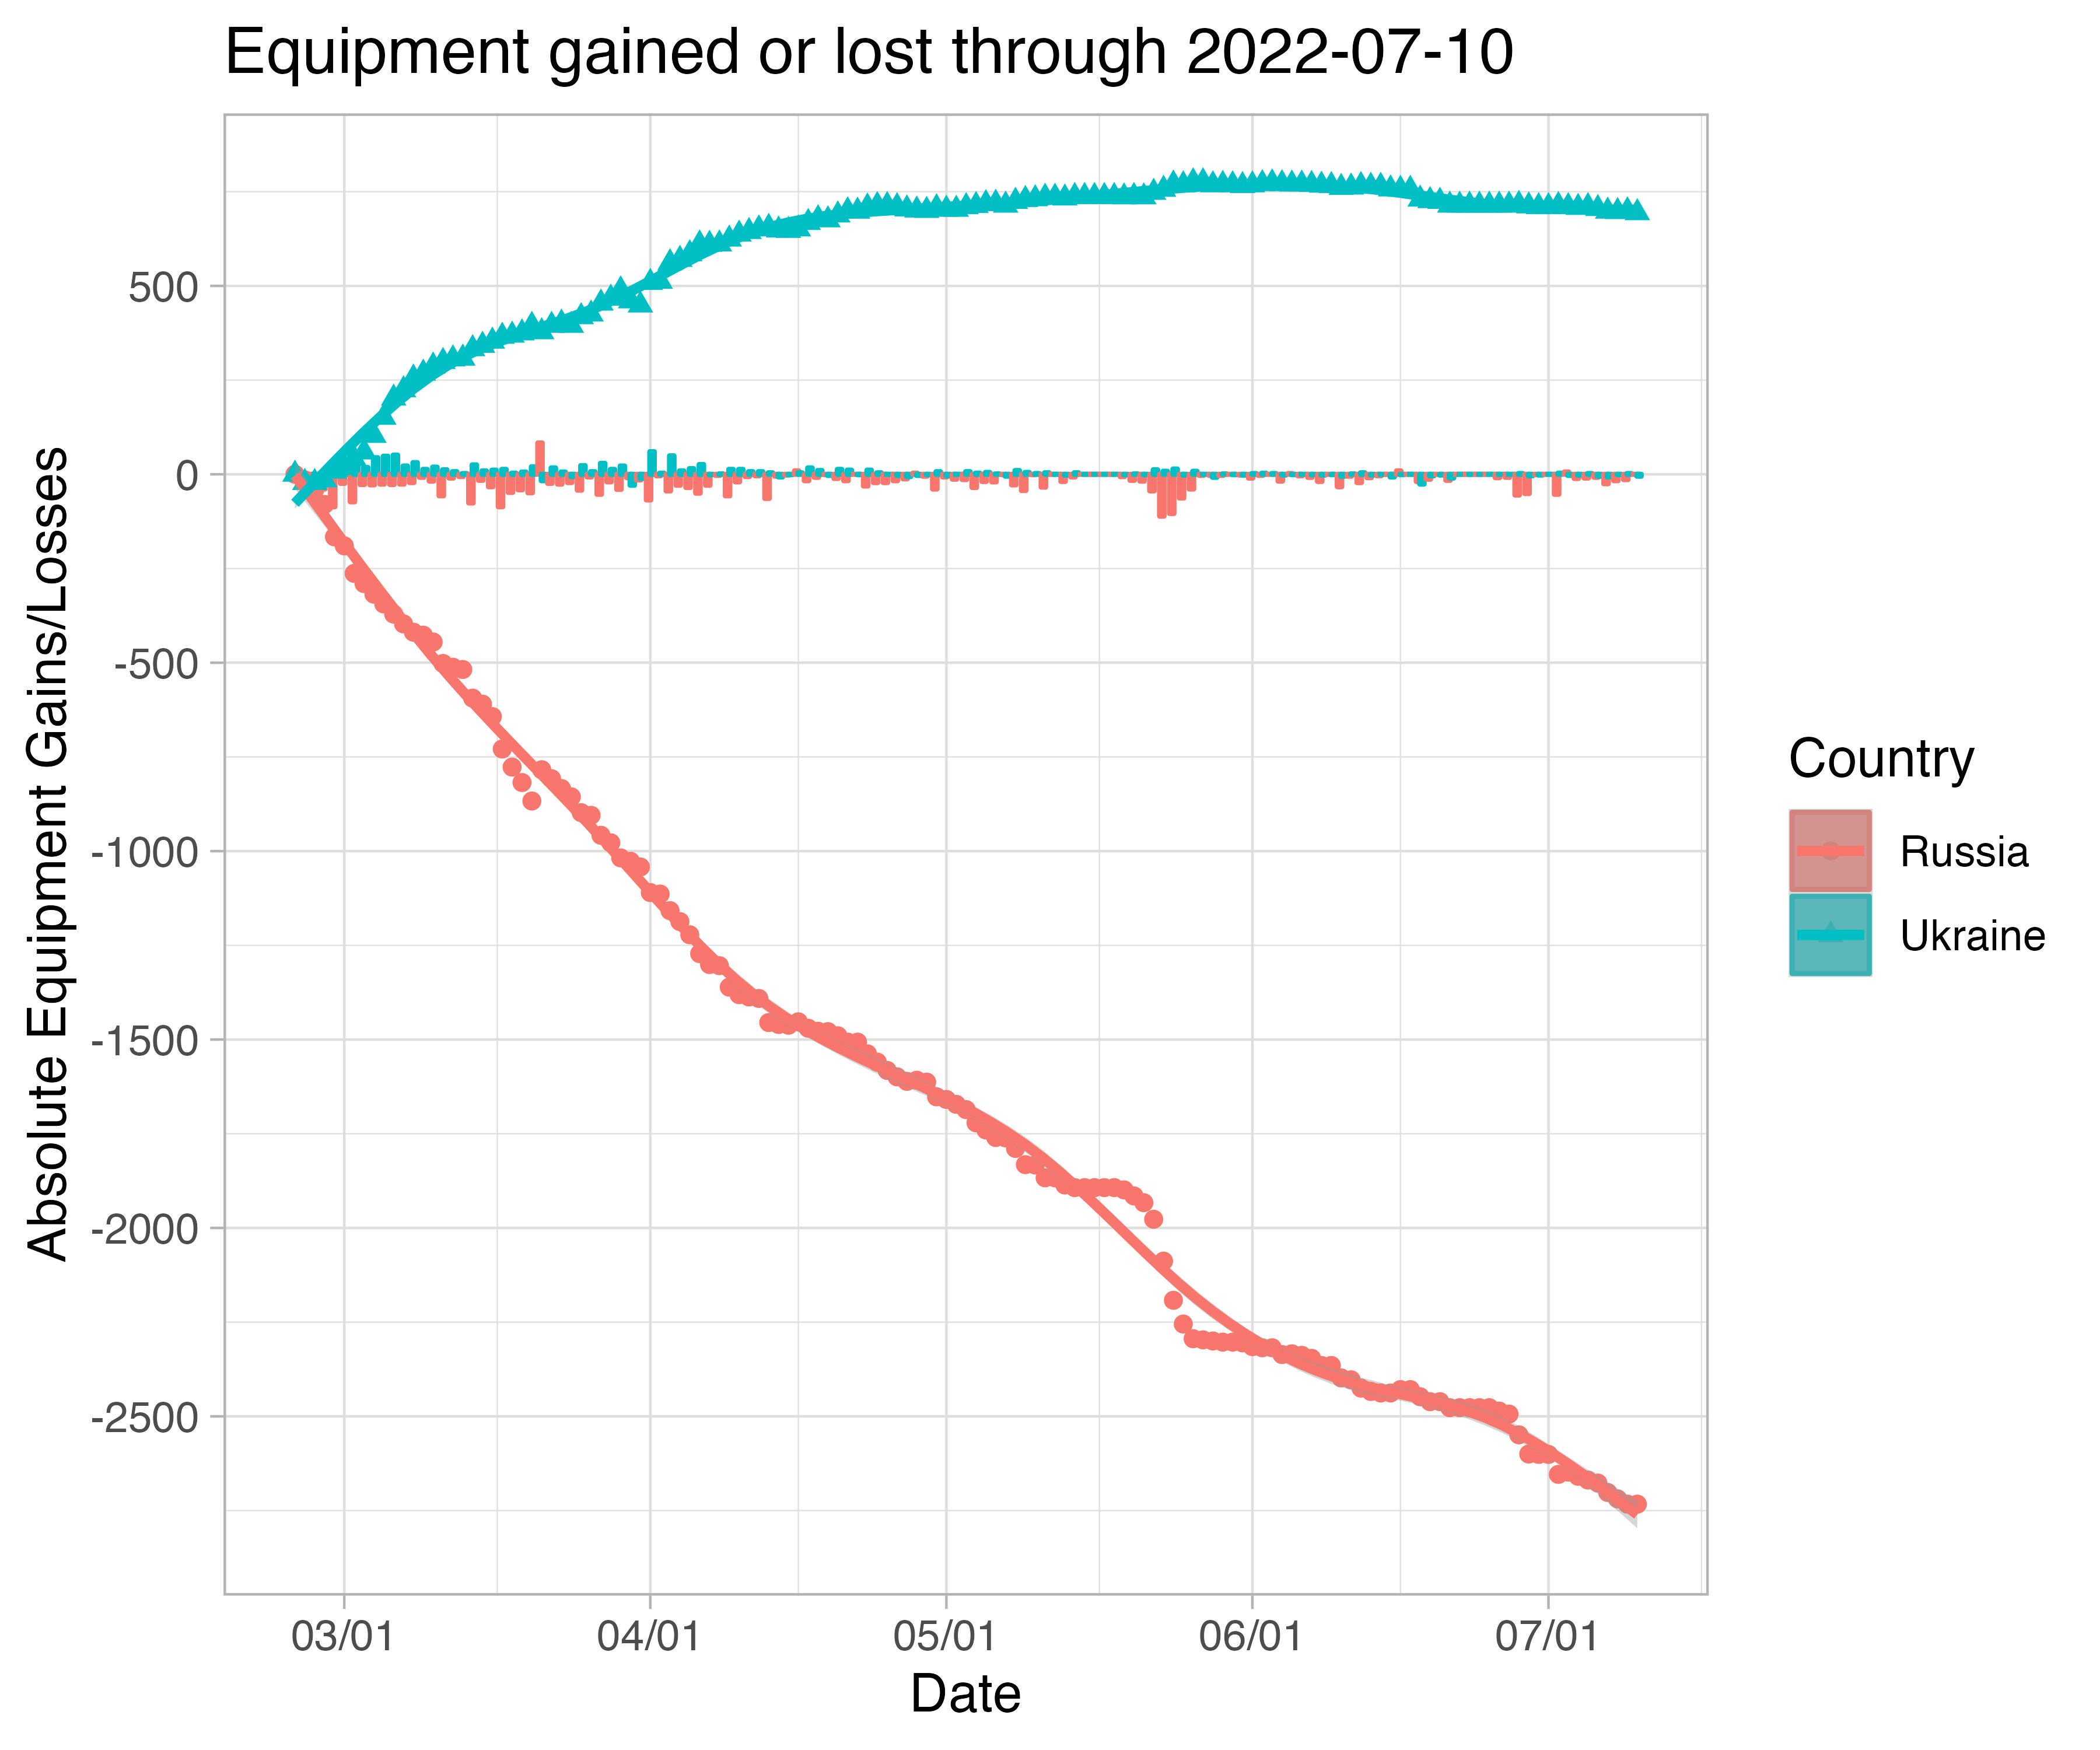 Equipment gained or lost through 2022-07-10
Absolute Equipment Gains/Losses
500
0
-500
-1000
-1500
-2000
-2500
03/01
04/01
05/01
06/01
07/01
Date
Country
Russia
Ukraine